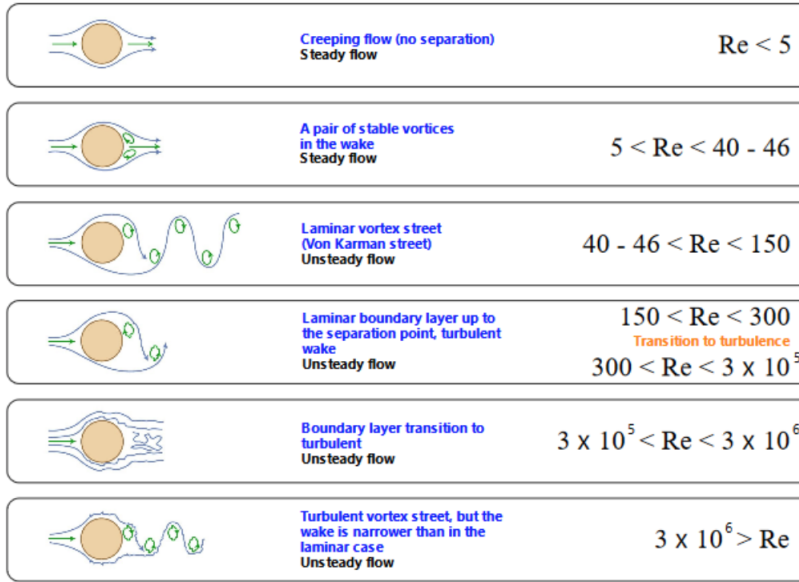 Creeping flow (no separation)
Steady flow
Re < 5
A pair of stable vortices
in the wake
Steady flow
5 < Re < 40 - 46
Laminar vortex street
(Von Karman street)
Unsteady flow
40 - 46 < Re < 150
Laminar boundary layer up to
the separation point, turbulent
wake
Unsteady flow
150 < Re < 300
Transition to turbulence
300 < Re < 3 x 10⁵
Boundary layer transition to
turbulent
Unsteady flow
3 x 10⁵ < Re < 3 x 10⁶
Turbulent vortex street, but the
wake is narrower than in the
laminar case
Unsteady flow
3 x 10⁶ > Re